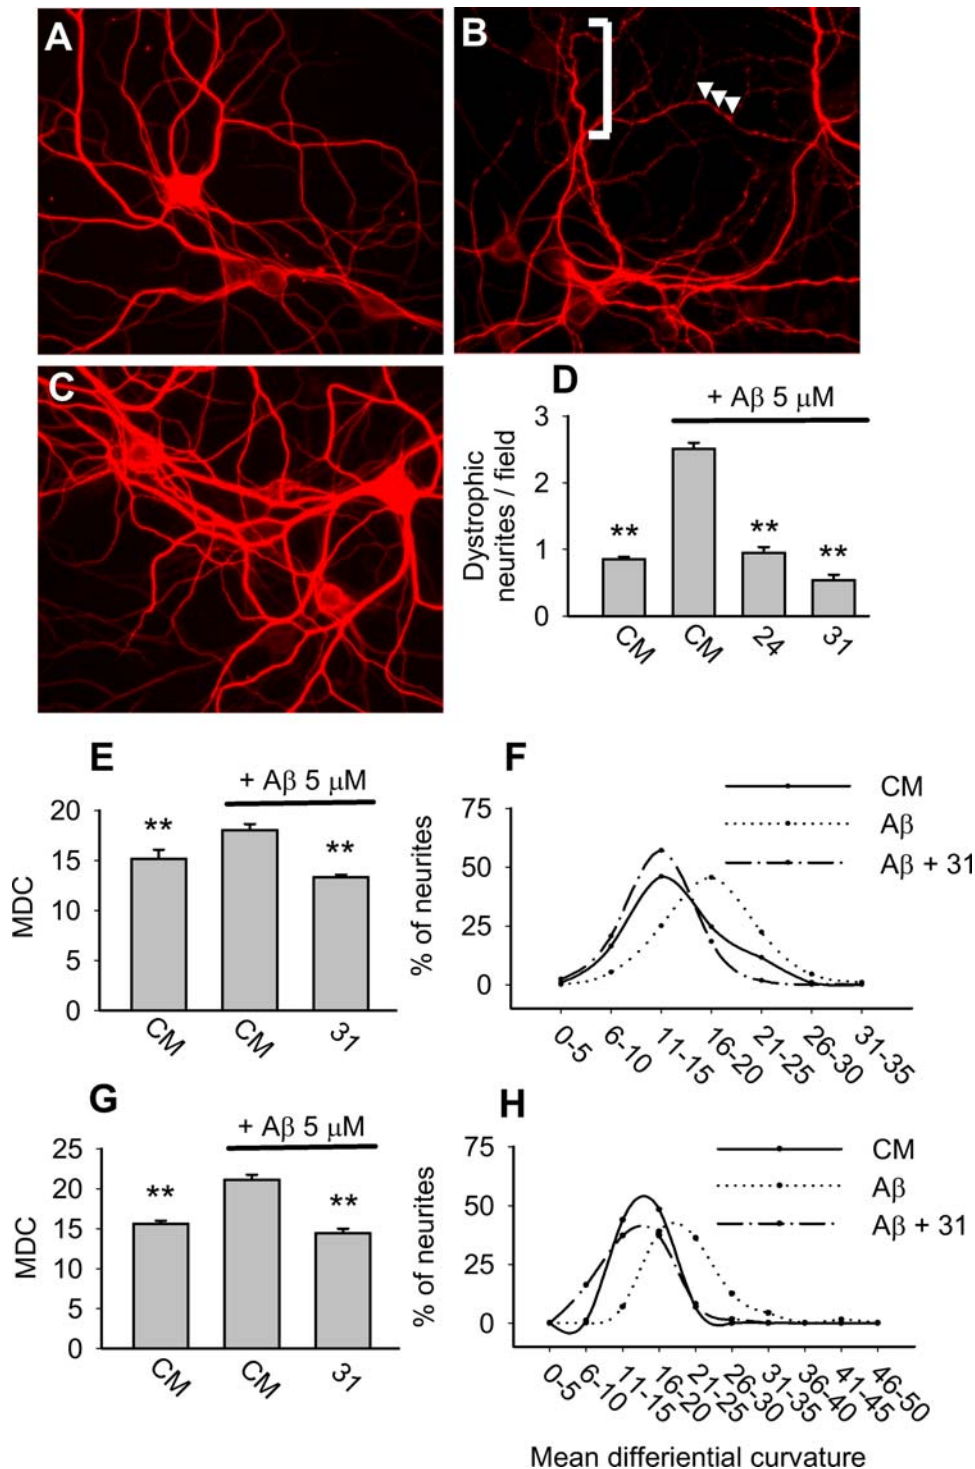 A
B
C
D
+ Aβ 5 μM
Dystrophic
neurites / field
3
2
1
0
**
**
**
CM
CM
24
31
E
+ Aβ 5 μM
MDC
20
15
10
5
0
**
**
CM
CM
31
F
% of neurites
75
50
25
0
CM
Aβ
Aβ + 31
0-5
6-10
11-15
16-20
21-25
26-30
31-35
G
+ Aβ 5 μM
MDC
25
20
15
10
5
0
**
**
CM
CM
31
H
% of neurites
75
50
25
0
CM
Aβ
Aβ + 31
0-5
6-10
11-15
16-20
21-25
26-30
31-35
36-40
41-45
46-50
Mean differiential curvature